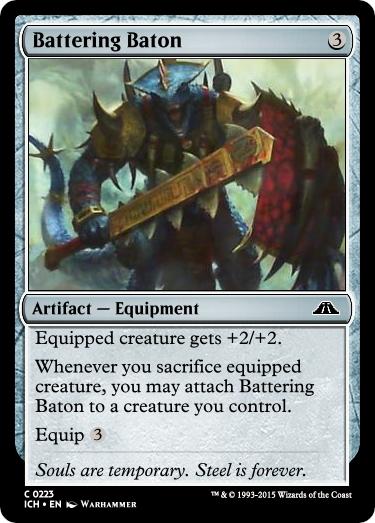 Battering Baton 3
Artifact — Equipment
Equipped creature gets +2/+2.
Whenever you sacrifice equipped
creature, you may attach Battering
Baton to a creature you control.
Equip 3
Souls are temporary. Steel is forever.
C 0223
ICH • EN Warhammer
™ & © 1993-2015 Wizards of the Coast